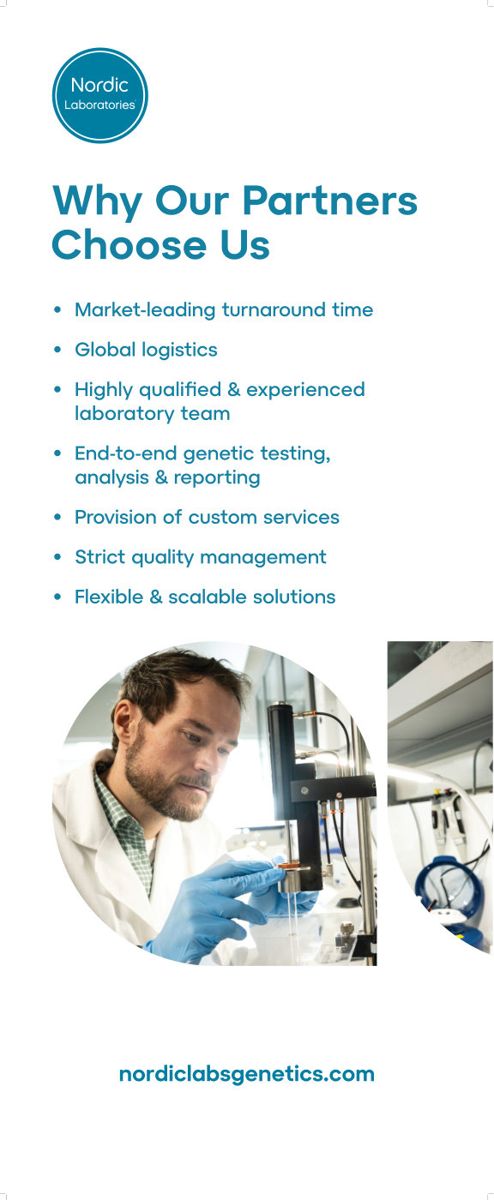 Nordic
Laboratories
Why Our Partners
Choose Us
• Market-leading turnaround time
• Global logistics
• Highly qualified & experienced
laboratory team
• End-to-end genetic testing,
analysis & reporting
• Provision of custom services
• Strict quality management
• Flexible & scalable solutions
nordiclabsgenetics.com